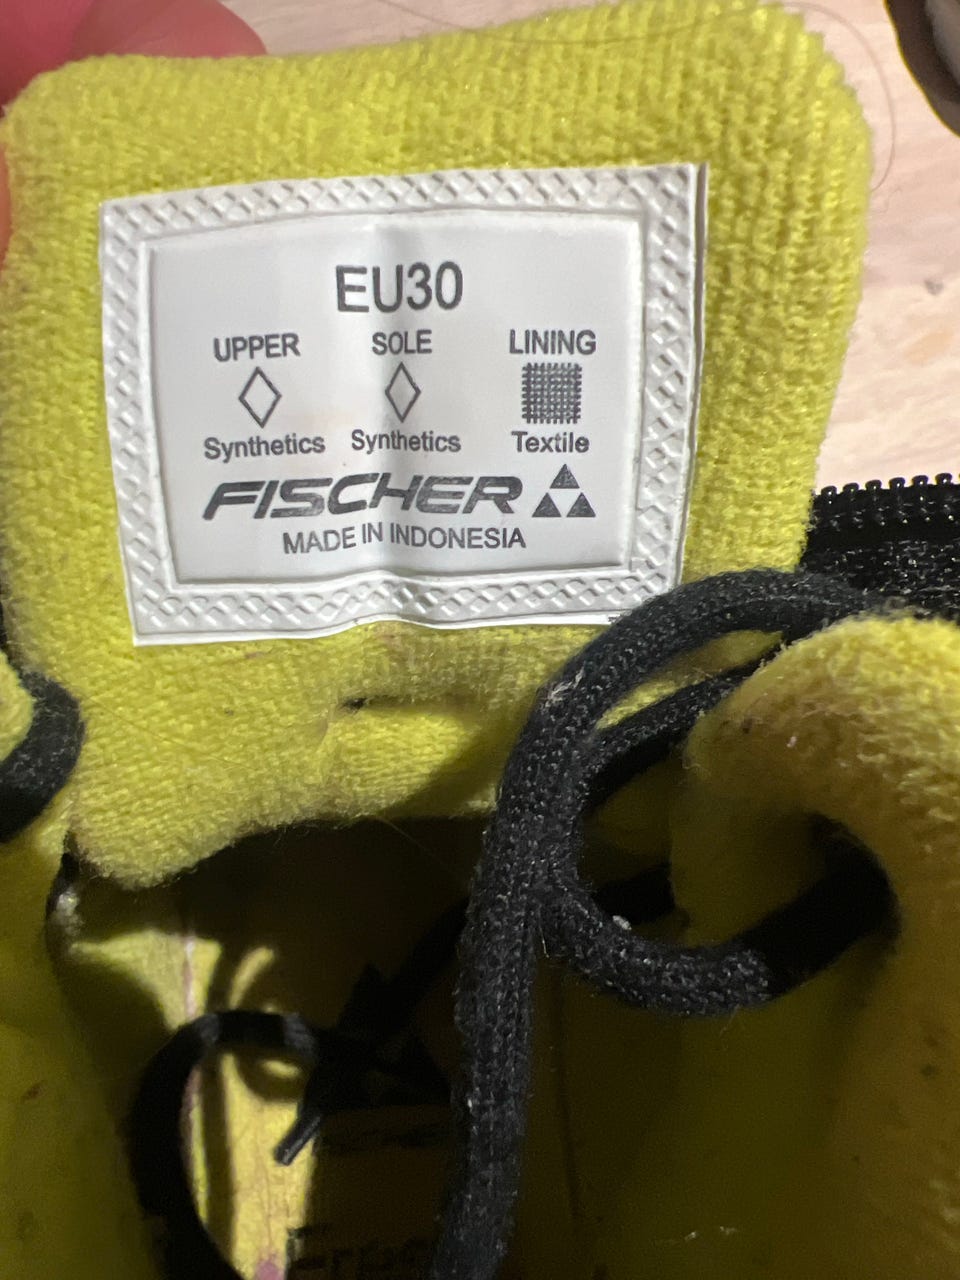 EU30
UPPER SOLE LINING
Synthetics Synthetics Textile
FISCHER
MADE IN INDONESIA